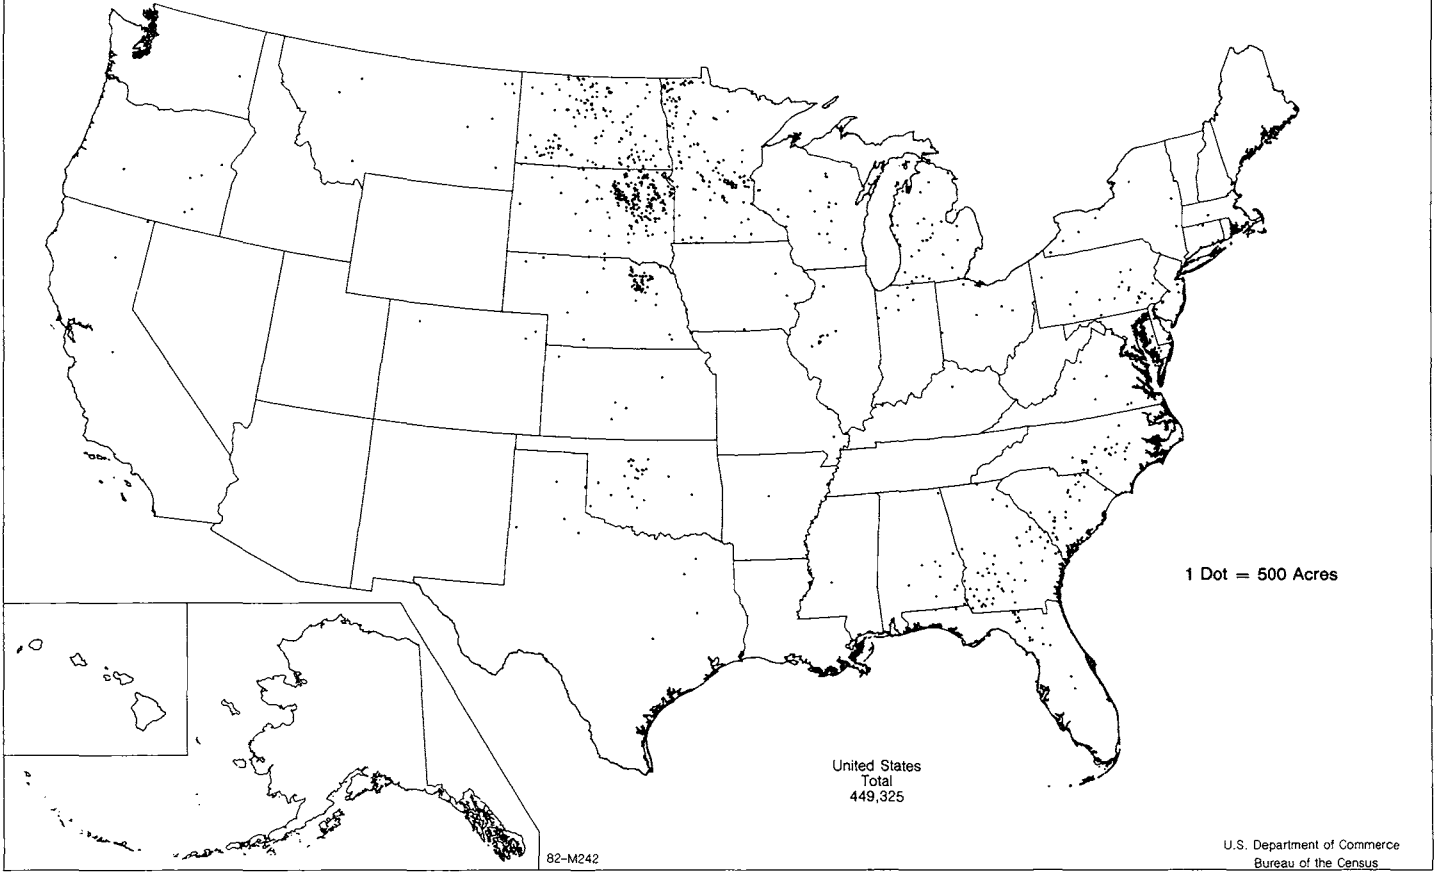 1 Dot = 500 Acres
United States
Total
449,325
82-M242
U.S. Department of Commerce
Bureau of the Census